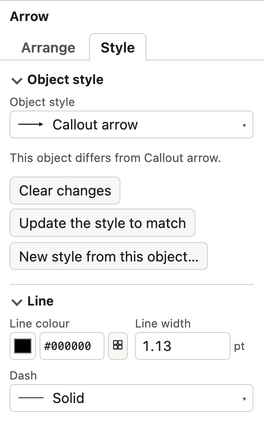 Arrow
Arrange Style
Object style
Object style
Callout arrow
This object differs from Callout arrow.
Clear changes
Update the style to match
New style from this object...
Line
Line colour Line width
#000000 1.13 pt
Dash
Solid